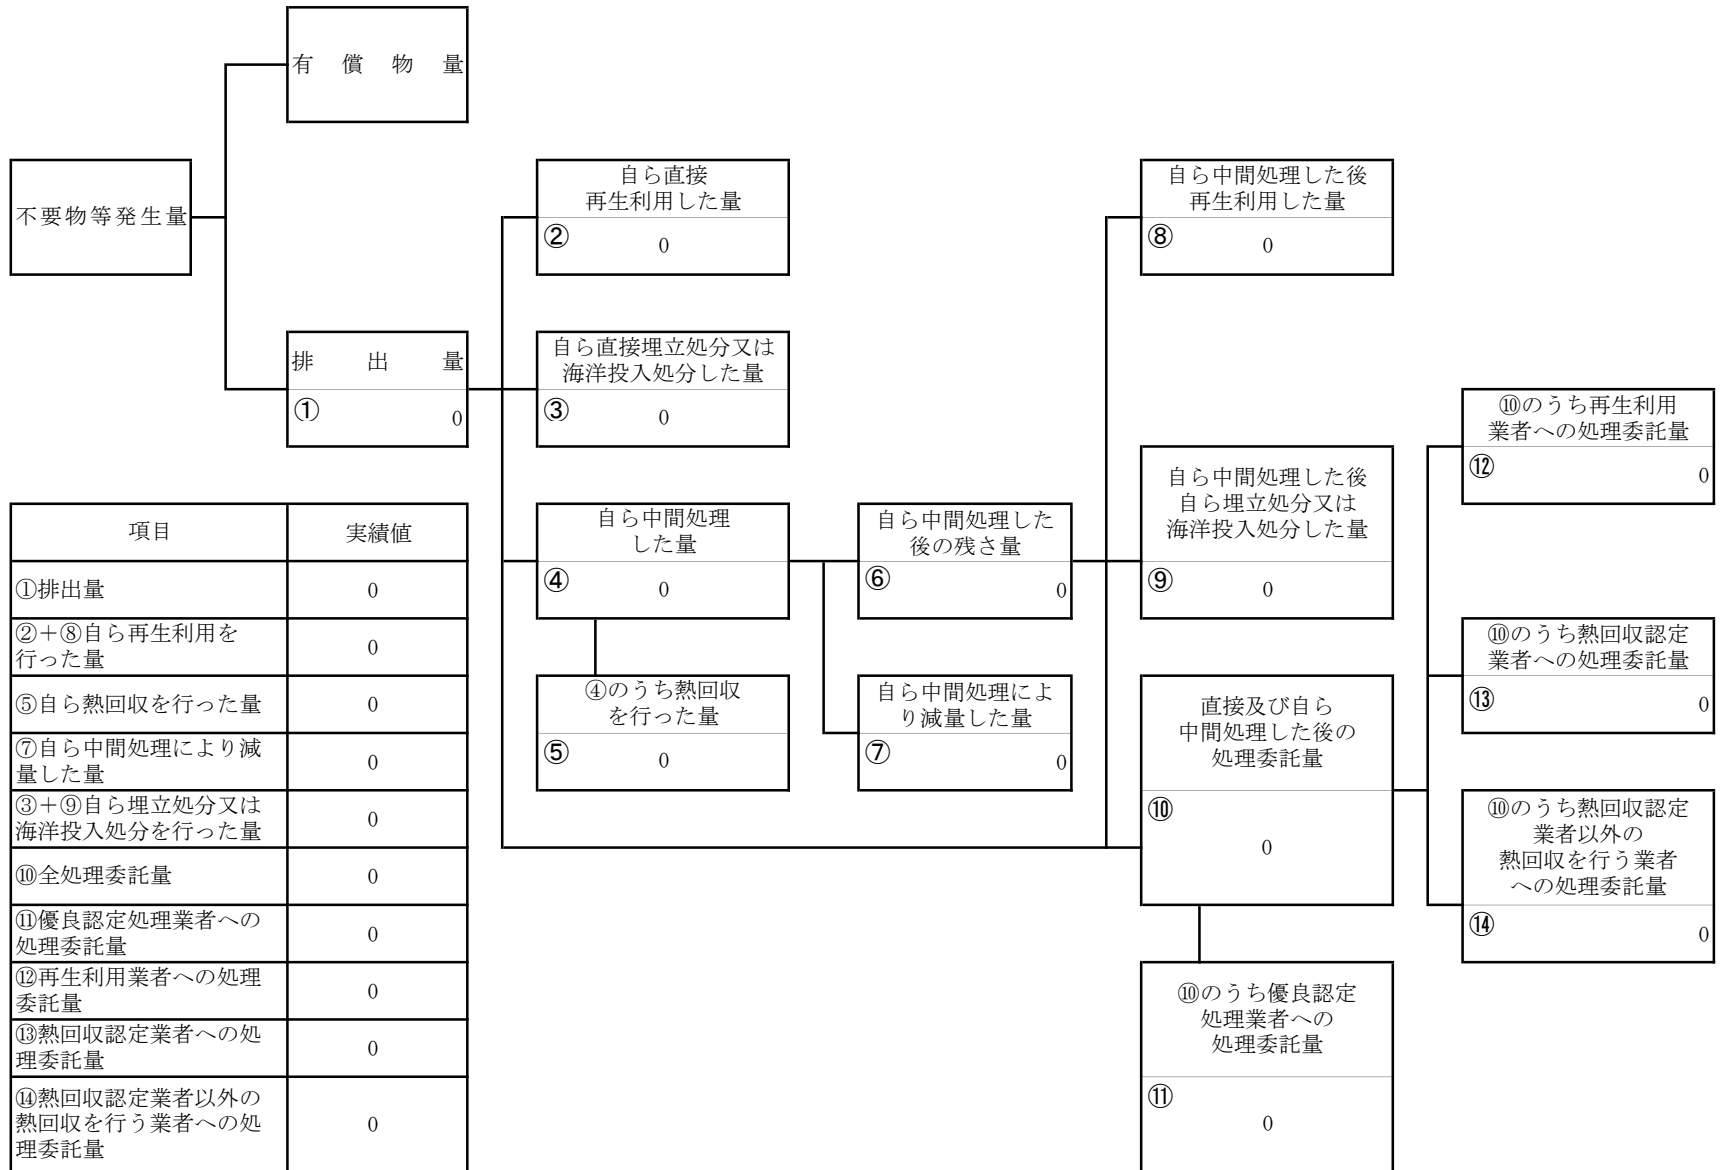 有償物量
不要物等発生量
自ら直接
再生利用した量
②
0
自ら中間処理した後
再生利用した量
⑧
0
排出量
①
0
自ら直接埋立処分又は
海洋投入処分した量
③
0
⑩のうち再生利用
業者への処理委託量
⑫
0
自ら中間処理した後
自ら埋立処分又は
海洋投入処分した量
⑨
0
自ら中間処理
した量
④
0
自ら中間処理した
後の残さ量
⑥
0
⑩のうち熱回収認定
業者への処理委託量
⑬
0
④のうち熱回収
を行った量
⑤
0
自ら中間処理によ
り減量した量
⑦
0
直接及び自ら
中間処理した後の
処理委託量
⑩
0
⑩のうち熱回収認定
業者以外の
熱回収を行う業者
への処理委託量
⑭
0
⑩のうち優良認定
処理業者への
処理委託量
⑪
0
項目 実績値
①排出量 0
②+⑧自ら再生利用を
行った量 0
⑤自ら熱回収を行った量 0
⑦自ら中間処理により減
量した量 0
③+⑨自ら埋立処分又は
海洋投入処分を行った量 0
⑩全処理委託量 0
⑪優良認定処理業者への
処理委託量 0
⑫再生利用業者への処理
委託量 0
⑬熱回収認定業者への処
理委託量 0
⑭熱回収認定業者以外の
熱回収を行う業者への処 0
理委託量